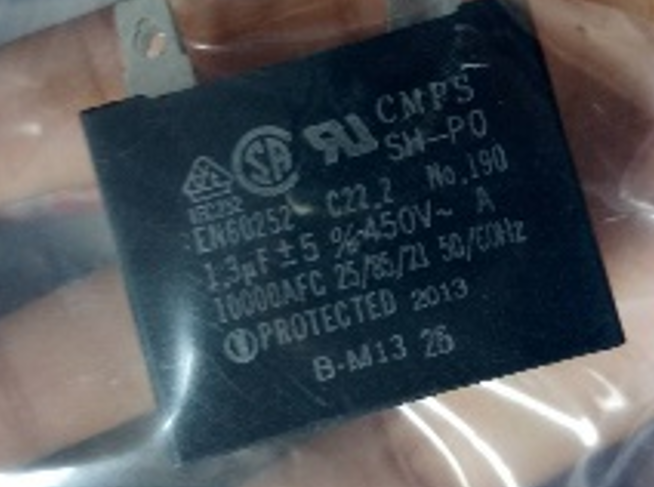 CMPS
SH-PO
EN60252 C22.2 No.190
1.3µF±5 %450V~ A
10000AFC 25/85/21 50/60Hz
PROTECTED 2013
B-M13 26